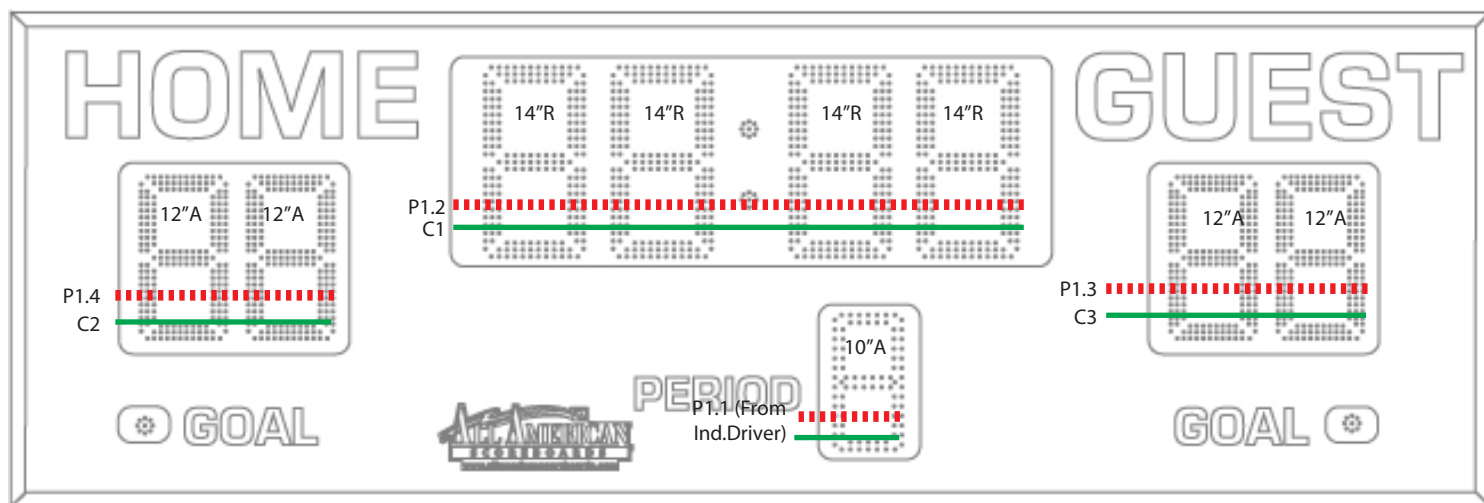 HOME
GUEST
14”R
14”R
14”R
14”R
12”A
12”A
12”A
12”A
P1.2
C1
P1.4
C2
P1.3
C3
10”A
PERIOD
P1.1 (From
Ind.Driver)
GOAL
ALL AMERICAN
SCOREBOARDS
GOAL